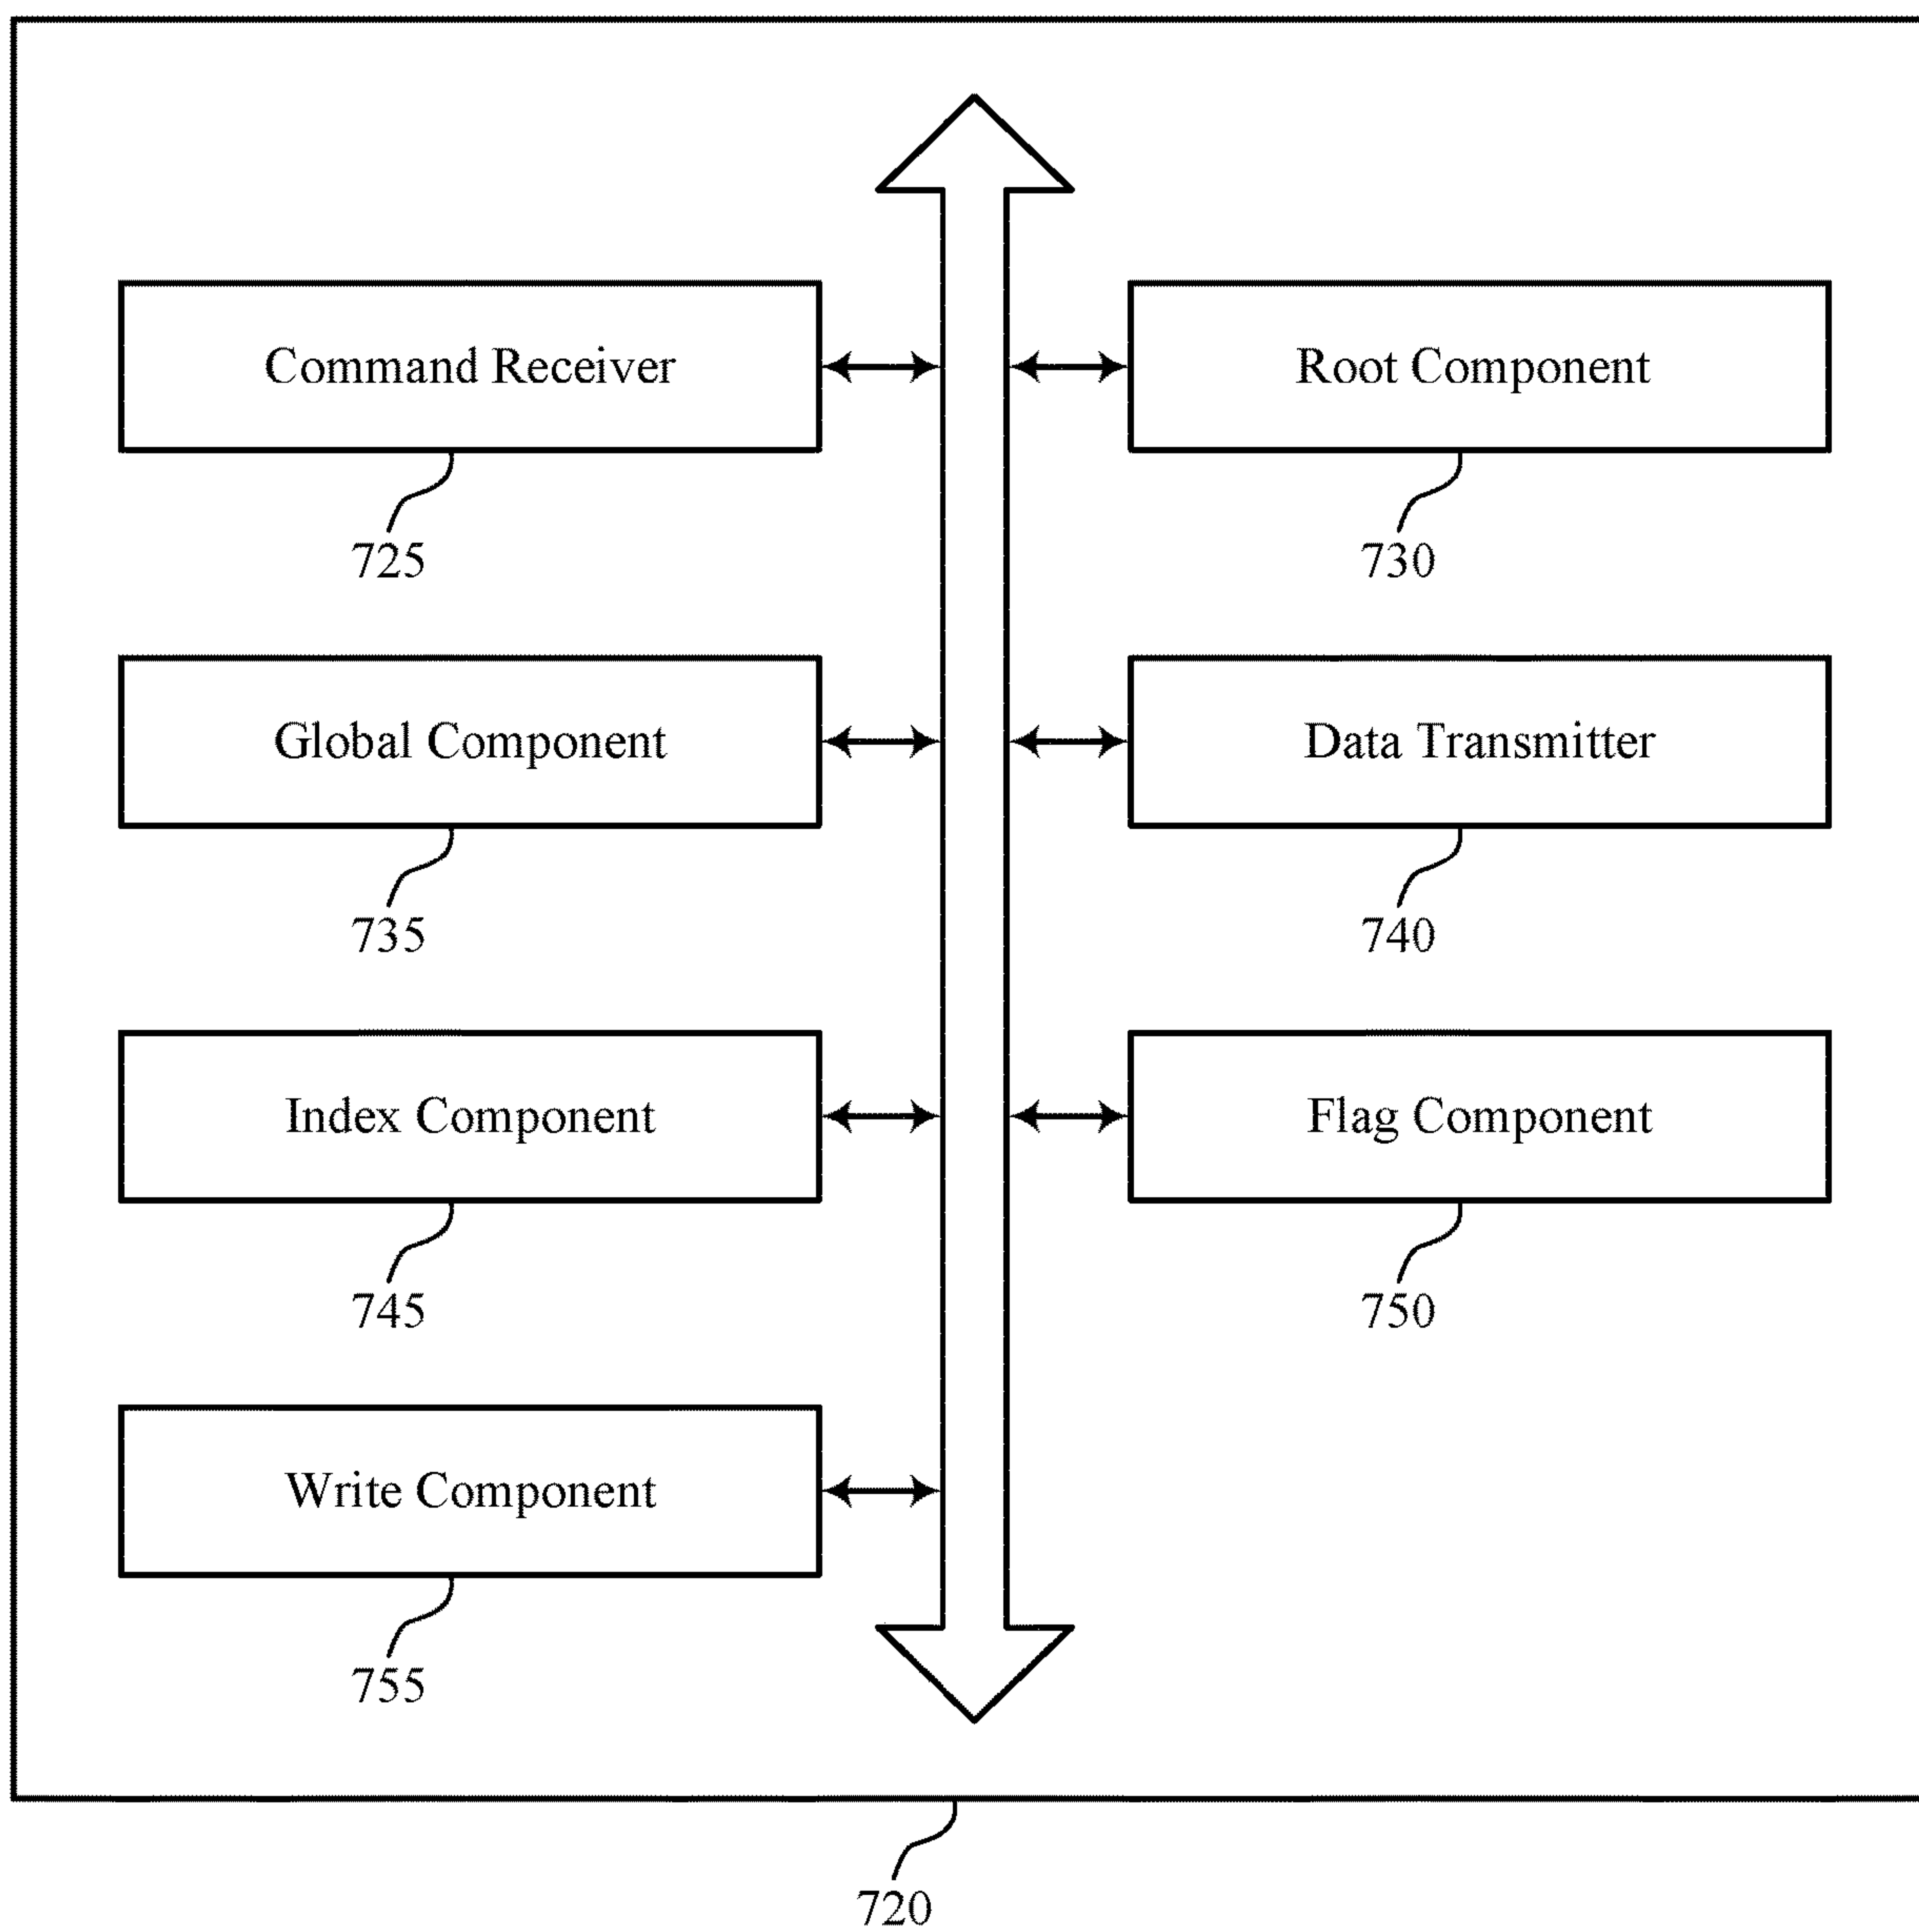 Command Receiver
Root Component
725
730
Global Component
Data Transmitter
735
740
Index Component
Flag Component
745
750
Write Component
755
720